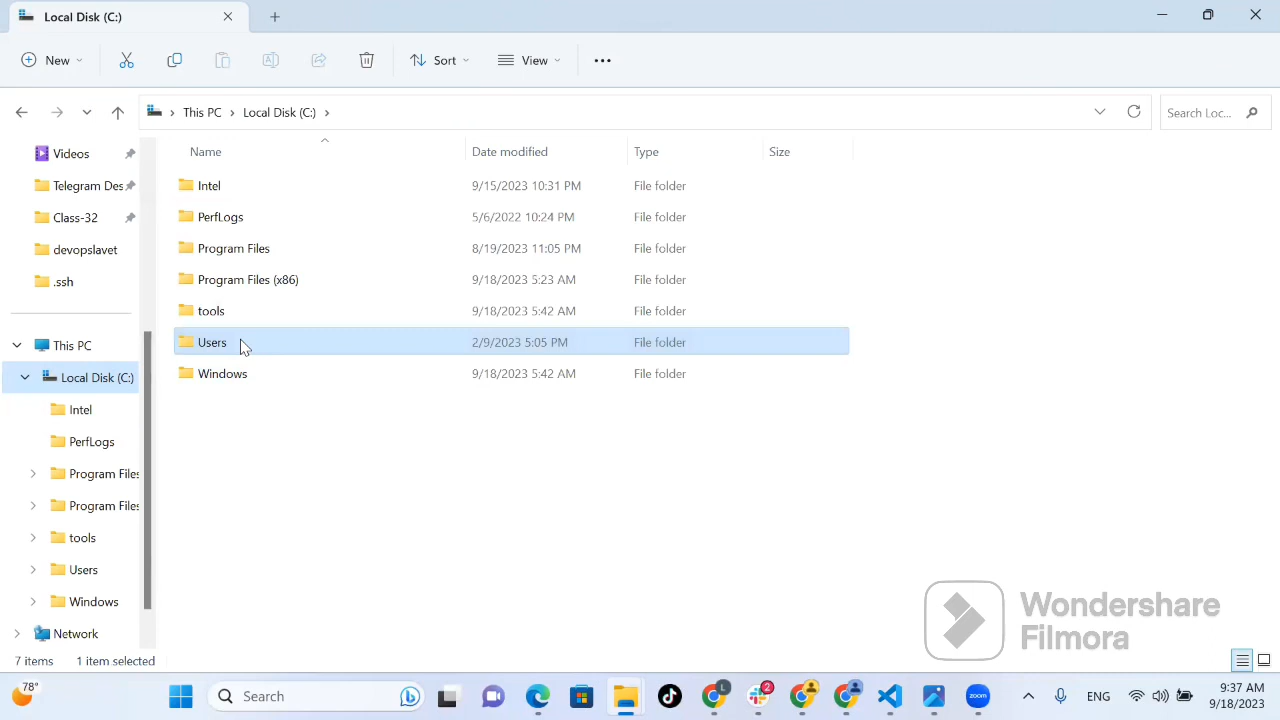 Local Disk (C:)
New
Sort
View
This PC
Local Disk (C:)
Search Loc...
Videos
Telegram Des
Class-32
devopslavet
.ssh
This PC
Local Disk (C:)
Intel
PerfLogs
Program Files
Program Files
tools
Users
Windows
Network
Name Date modified Type Size
Intel 9/15/2023 10:31 PM File folder
PerfLogs 5/6/2022 10:24 PM File folder
Program Files 8/19/2023 11:05 PM File folder
Program Files (x86) 9/18/2023 5:23 AM File folder
tools 9/18/2023 5:42 AM File folder
Users 2/9/2023 5:05 PM File folder
Windows 9/18/2023 5:42 AM File folder
Wondershare
Filmora
7 items 1 item selected
78°
Search
L
2
zoom
ENG
9:37 AM
9/18/2023